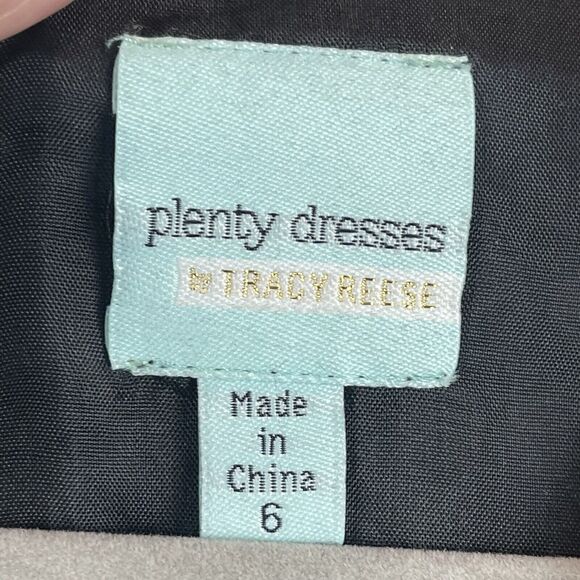 plenty dresses
by TRACY REESE
Made
in
China
6